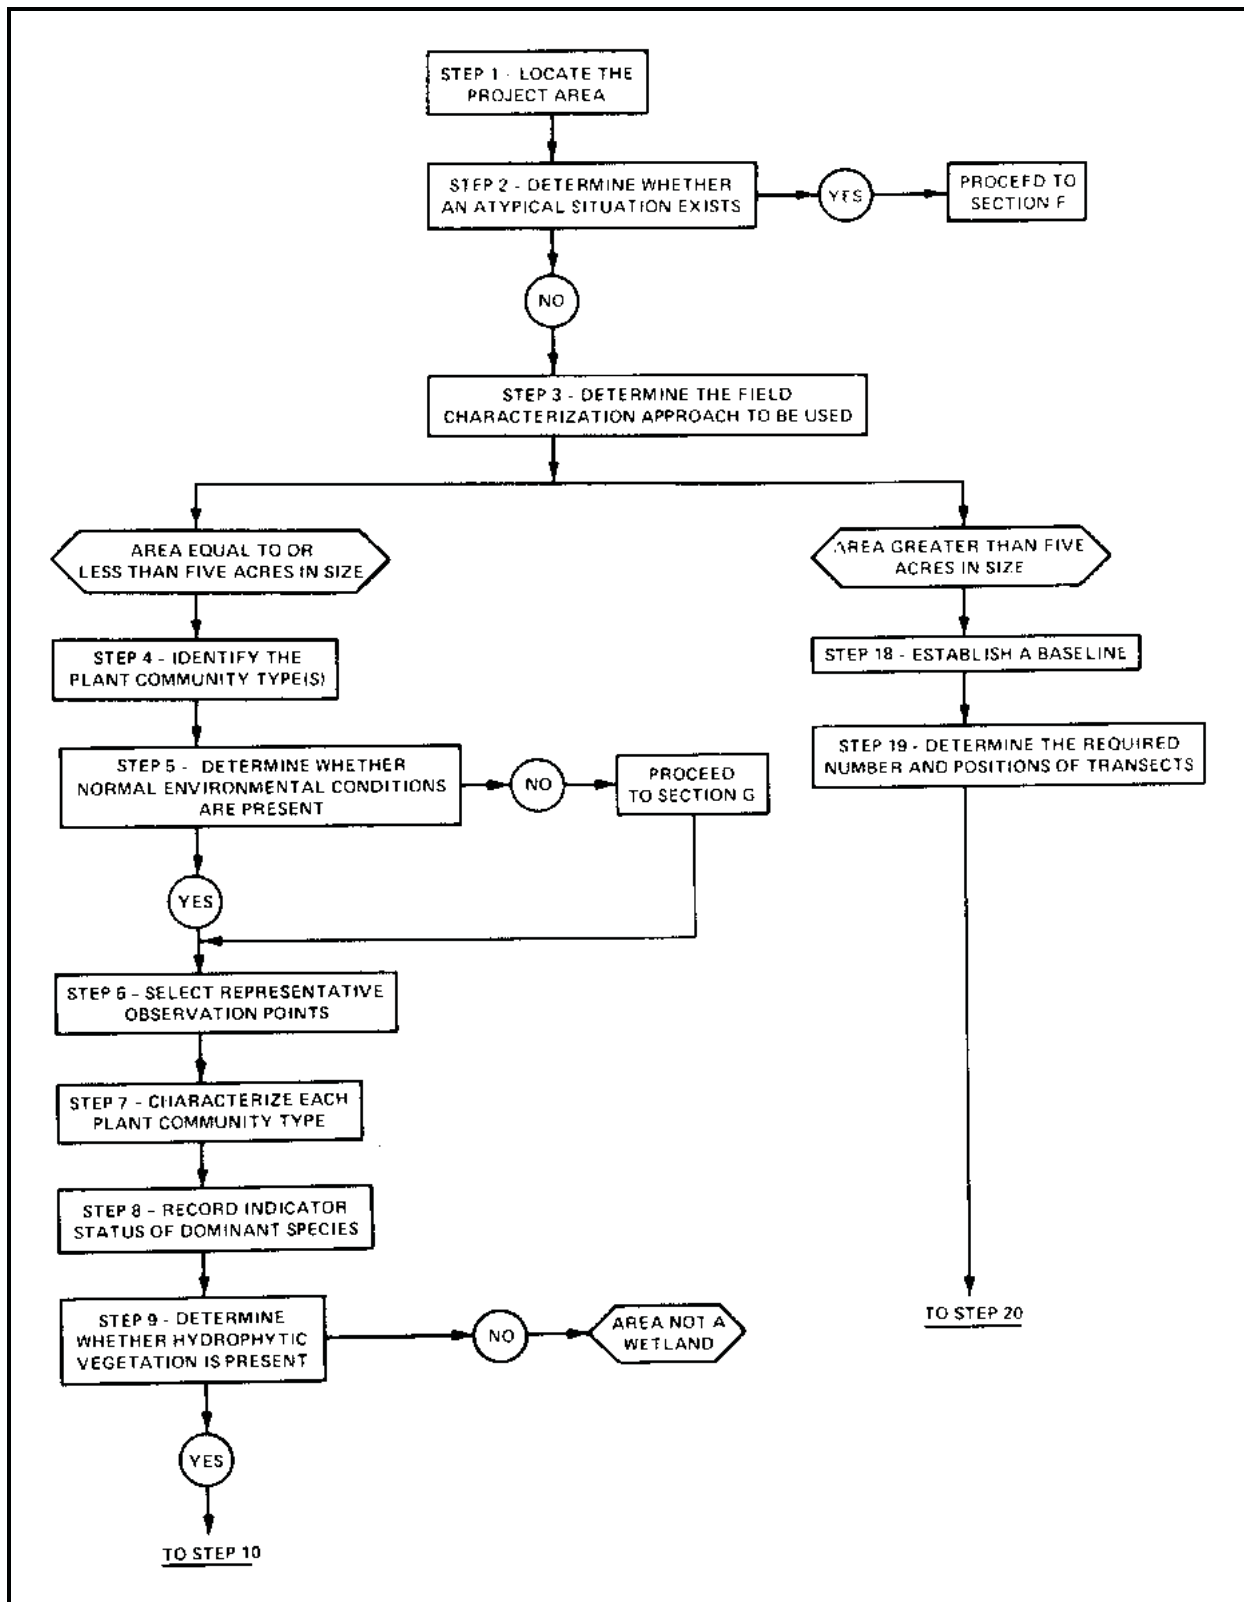 STEP 1 - LOCATE THE
PROJECT AREA
STEP 2 - DETERMINE WHETHER
AN ATYPICAL SITUATION EXISTS
YES
PROCEED TO
SECTION F
NO
STEP 3 - DETERMINE THE FIELD
CHARACTERIZATION APPROACH TO BE USED
AREA EQUAL TO OR
LESS THAN FIVE ACRES IN SIZE
AREA GREATER THAN FIVE
ACRES IN SIZE
STEP 4 - IDENTIFY THE
PLANT COMMUNITY TYPE(S)
STEP 18 - ESTABLISH A BASELINE
STEP 5 - DETERMINE WHETHER
NORMAL ENVIRONMENTAL CONDITIONS
ARE PRESENT
NO
PROCEED
TO SECTION G
STEP 19 - DETERMINE THE REQUIRED
NUMBER AND POSITIONS OF TRANSECTS
YES
STEP 6 - SELECT REPRESENTATIVE
OBSERVATION POINTS
STEP 7 - CHARACTERIZE EACH
PLANT COMMUNITY TYPE
STEP 8 - RECORD INDICATOR
STATUS OF DOMINANT SPECIES
STEP 9 - DETERMINE
WHETHER HYDROPHYTIC
VEGETATION IS PRESENT
NO
AREA NOT A
WETLAND
TO STEP 20
YES
TO STEP 10